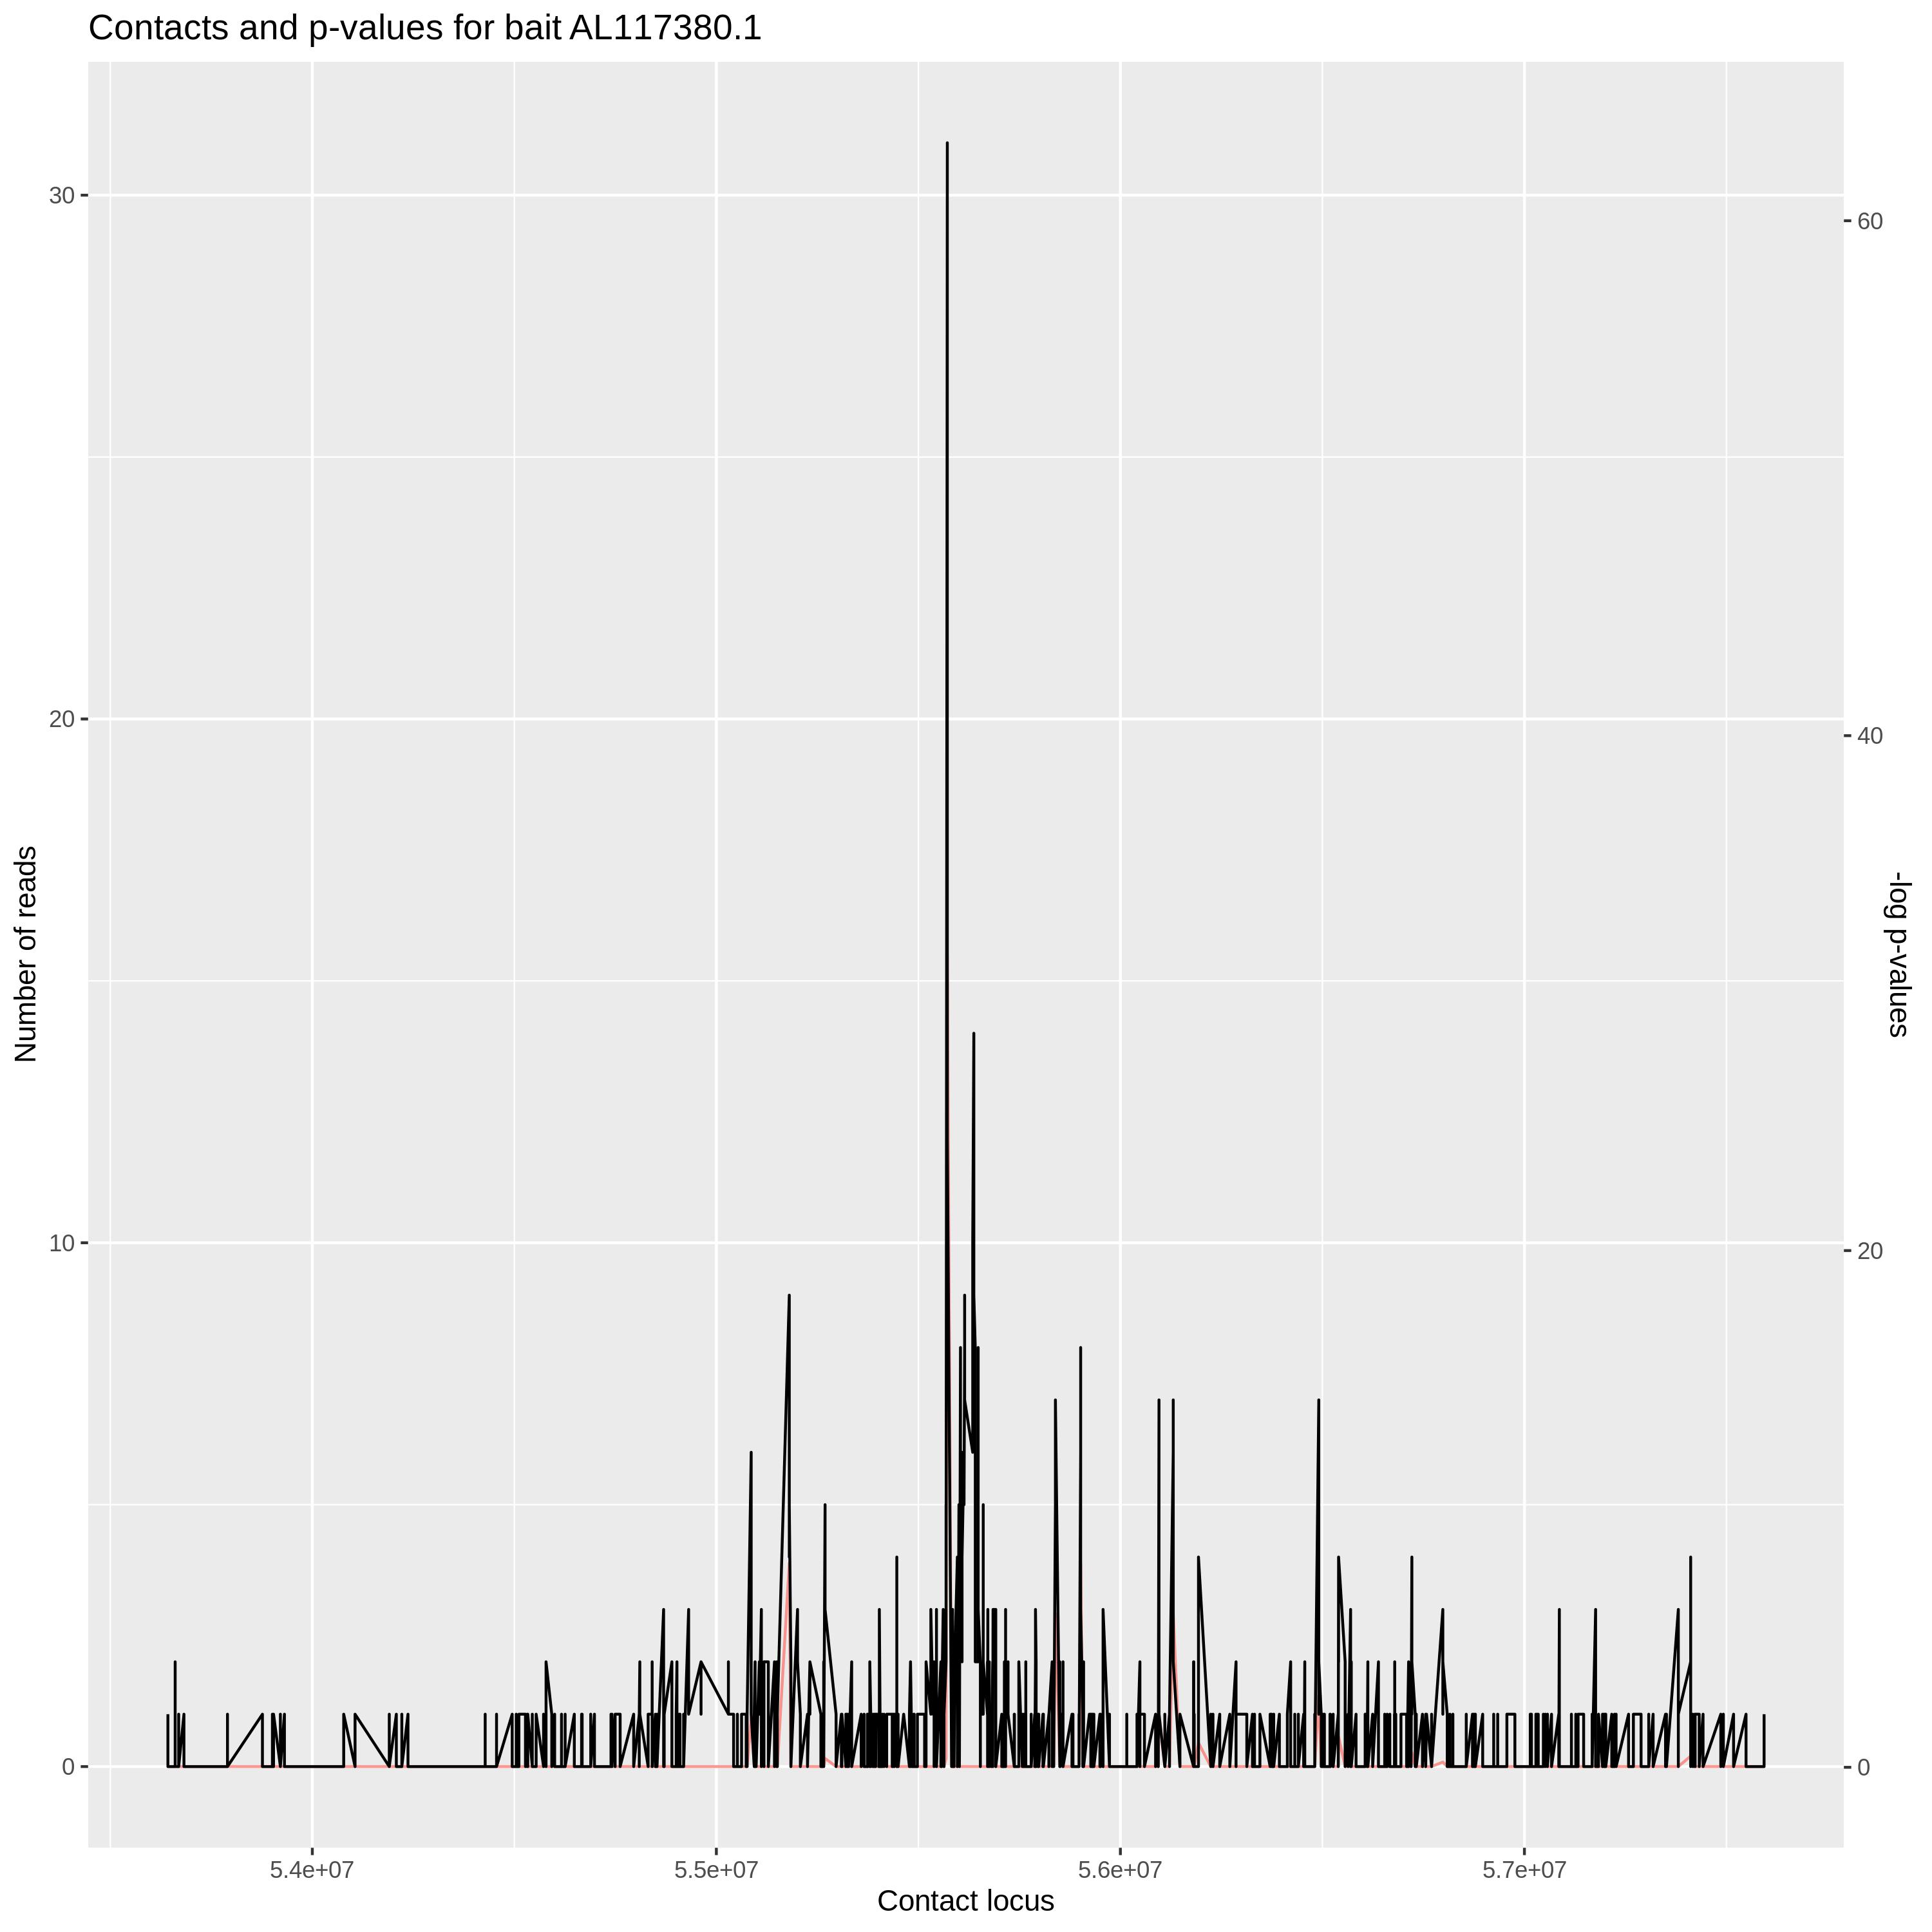 Contacts and p-values for bait AL117380.1
30
20
10
0
60
40
20
0
Number of reads
-log p-values
5.4e+07
5.5e+07
5.6e+07
5.7e+07
Contact locus